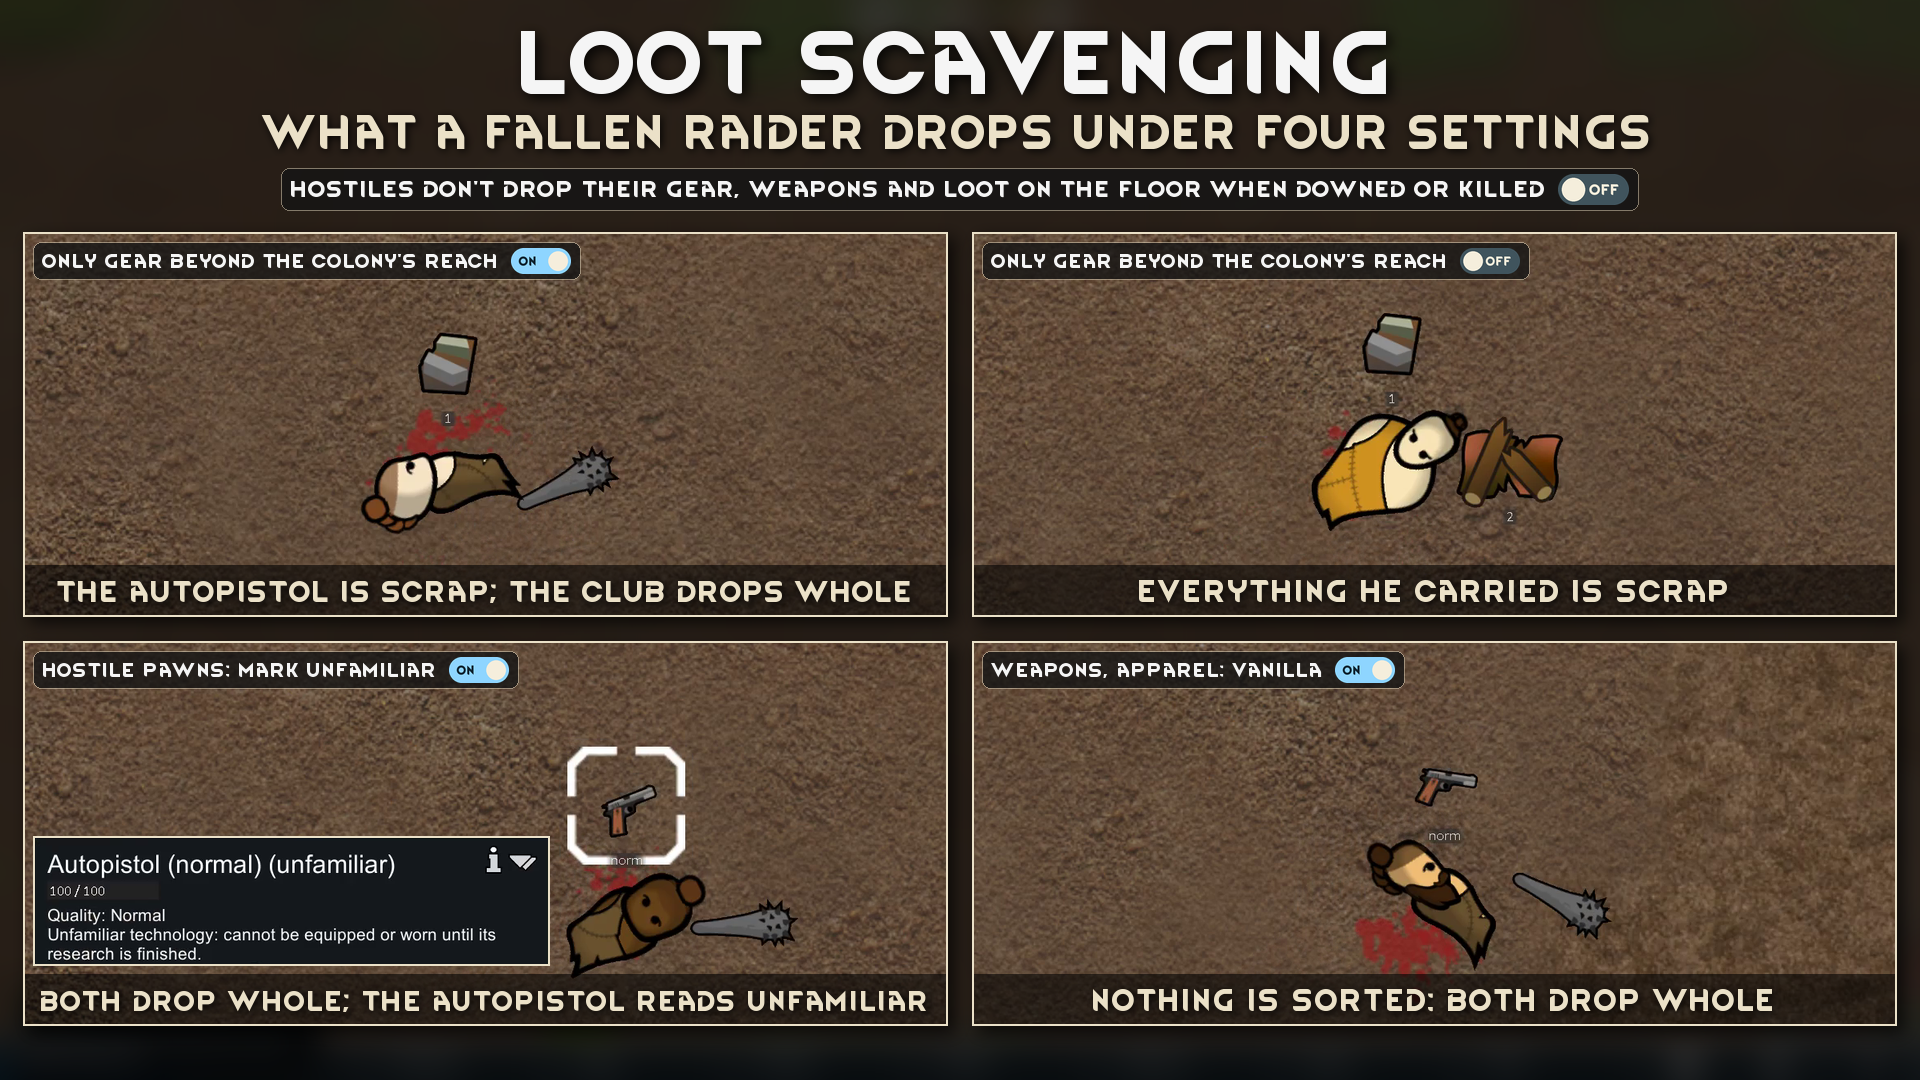 LOOT SCAVENGING
WHAT A FALLEN RAIDER DROPS UNDER FOUR SETTINGS
HOSTILES DON'T DROP THEIR GEAR, WEAPONS AND LOOT ON THE FLOOR WHEN DOWNED OR KILLED OFF
ONLY GEAR BEYOND THE COLONY'S REACH ON
1
THE AUTOPISTOL IS SCRAP; THE CLUB DROPS WHOLE
ONLY GEAR BEYOND THE COLONY'S REACH OFF
1
2
EVERYTHING HE CARRIED IS SCRAP
HOSTILE PAWNS: MARK UNFAMILIAR ON
norm
Autopistol (normal) (unfamiliar)
100 / 100
Quality: Normal
Unfamiliar technology: cannot be equipped or worn until its
research is finished.
BOTH DROP WHOLE; THE AUTOPISTOL READS UNFAMILIAR
WEAPONS, APPAREL: VANILLA ON
norm
NOTHING IS SORTED: BOTH DROP WHOLE